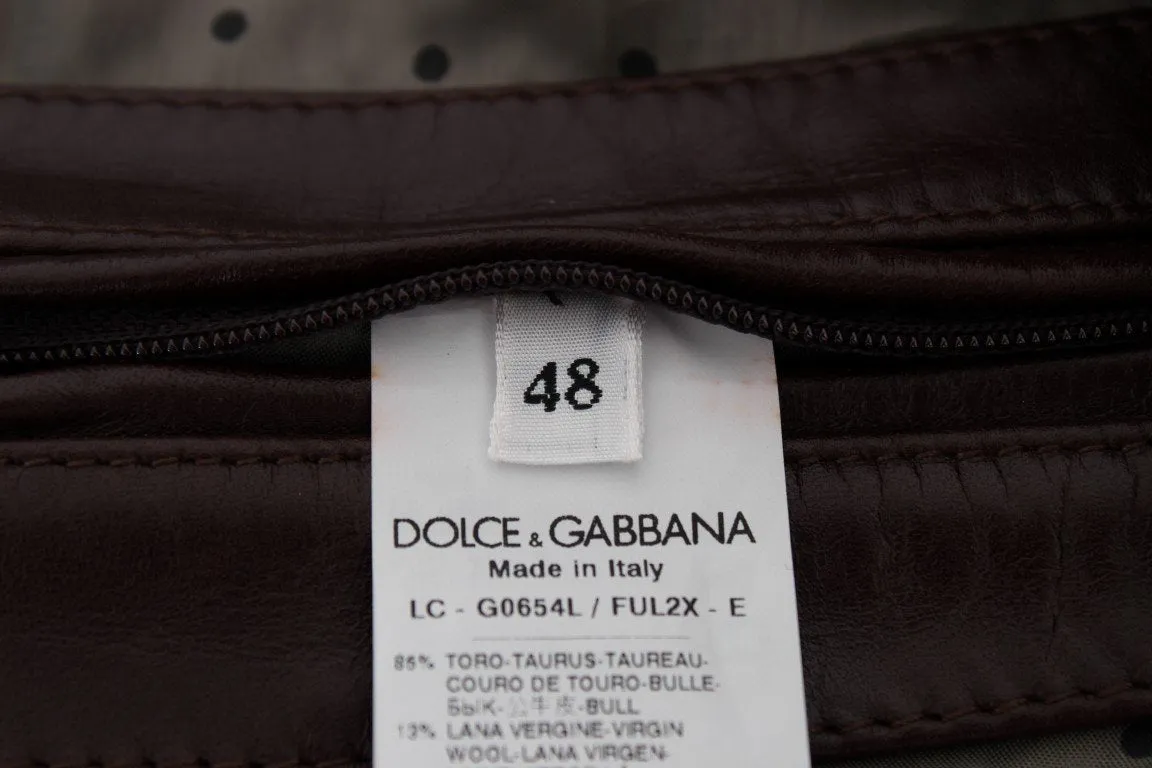 48
DOLCE & GABBANA
Made in Italy
LC - G0654L / FUL2X - E
85% TORO-TAURUS-TAUREAU-
COURO DE TOURO-BULLE-
БЫК-公牛皮-BULL
13% LANA VERGINE-VIRGIN
WOOL-LANA VIRGEN-